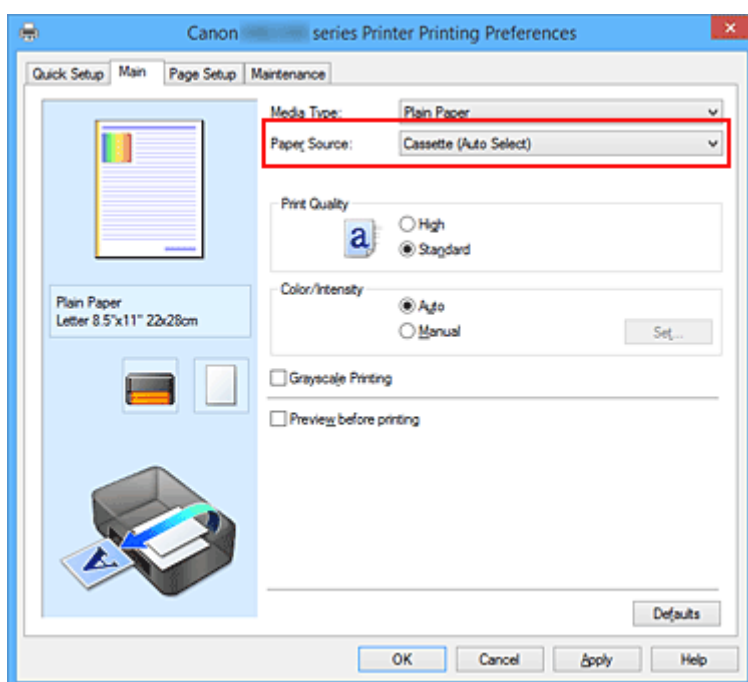 Canon series Printer Printing Preferences
Quick Setup Main Page Setup Maintenance
Media Type: Plain Paper
Paper Source: Cassette (Auto Select)
Print Quality
a
High
Standard
Color/Intensity
Auto
Manual
Set...
Plain Paper
Letter 8.5"x11" 22x28cm
Grayscale Printing
Preview before printing
A
Defaults
OK Cancel Apply Help